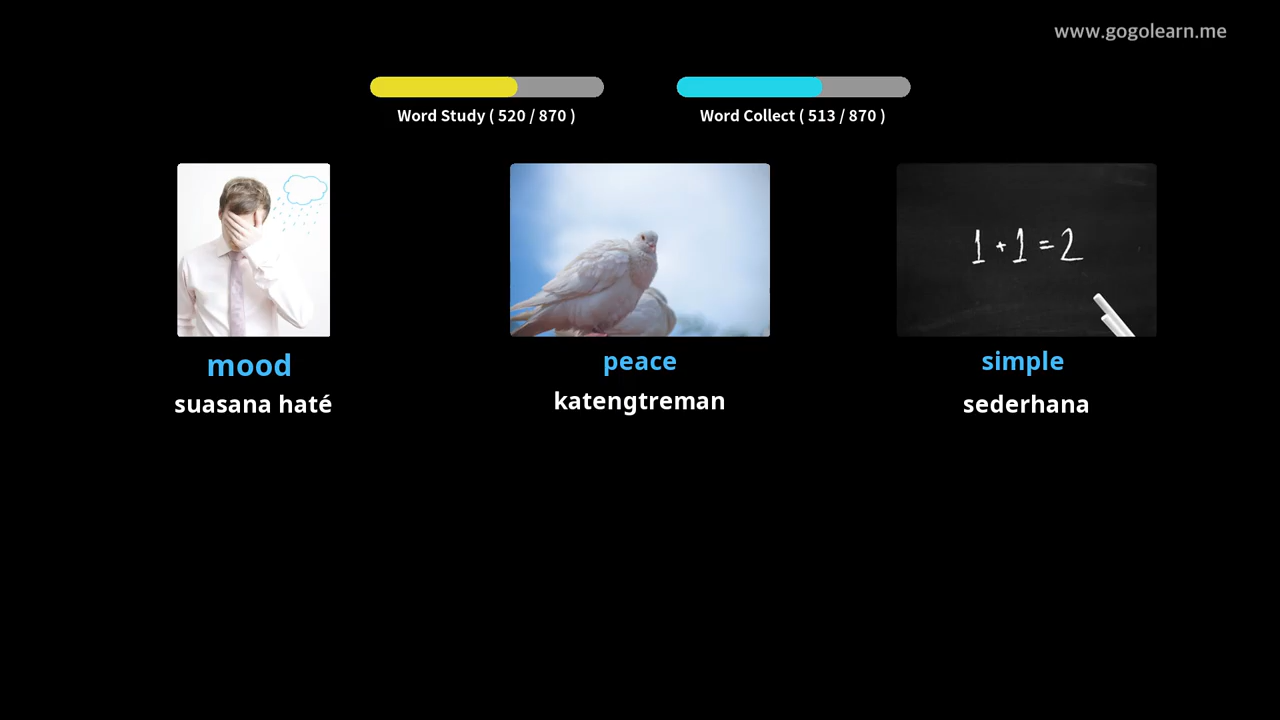 www.gogolearn.me
Word Study ( 520 / 870 )
Word Collect ( 513 / 870 )
1 + 1 = 2
mood
suasana haté
peace
katengtreman
simple
sederhana